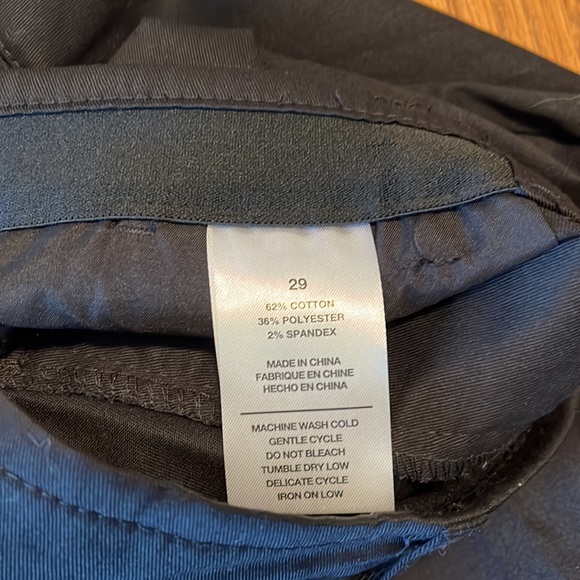 29
62% COTTON
36% POLYESTER
2% SPANDEX
MADE IN CHINA
FABRIQUE EN CHINE
HECHO EN CHINA
MACHINE WASH COLD
GENTLE CYCLE
DO NOT BLEACH
TUMBLE DRY LOW
DELICATE CYCLE
IRON ON LOW